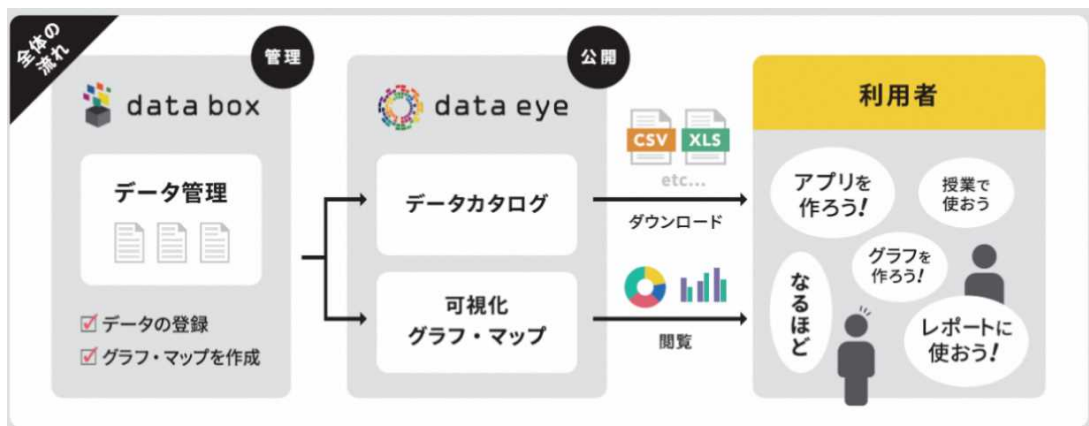 全体の
流れ
管理
data box
データ管理
データの登録
グラフ・マップを作成
公開
data eye
データカタログ
可視化
グラフ・マップ
CSV
XLS
etc...
ダウンロード
閲覧
利用者
アプリを
作ろう!
授業で
使おう
グラフを
作ろう!
なるほど
レポートに
使おう!